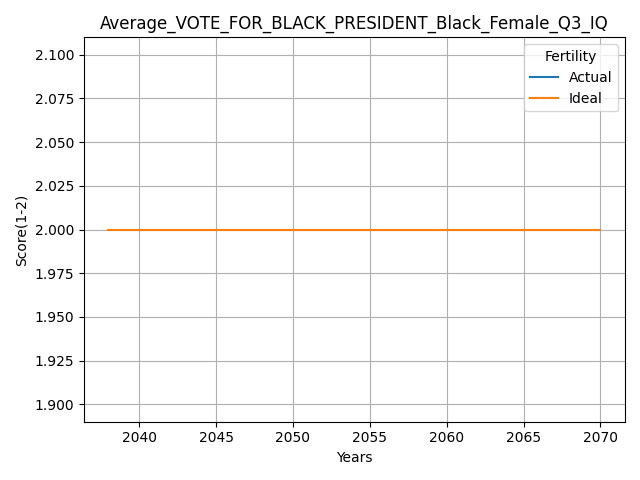 Average_VOTE_FOR_BLACK_PRESIDENT_Black_Female_Q3_IQ
Fertility
Actual
Ideal
2.100
2.075
2.050
2.025
2.000
1.975
1.950
1.925
1.900
Score(1-2)
2040 2045 2050 2055 2060 2065 2070
Years